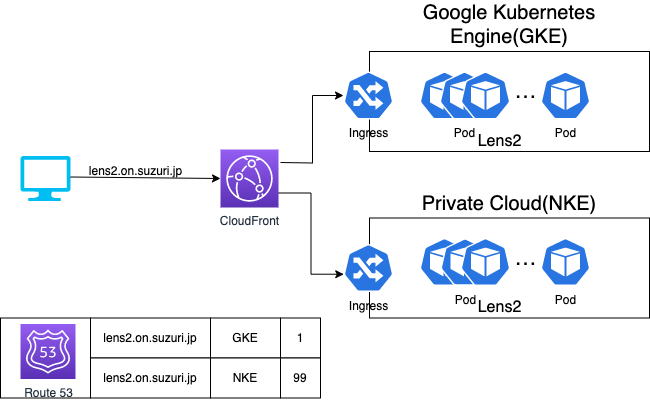 Google Kubernetes
Engine(GKE)
Ingress
Pod
Pod
Lens2
lens2.on.suzuri.jp
CloudFront
Private Cloud(NKE)
Ingress
Pod
Pod
Lens2
53
Route 53
lens2.on.suzuri.jp GKE 1
lens2.on.suzuri.jp NKE 99